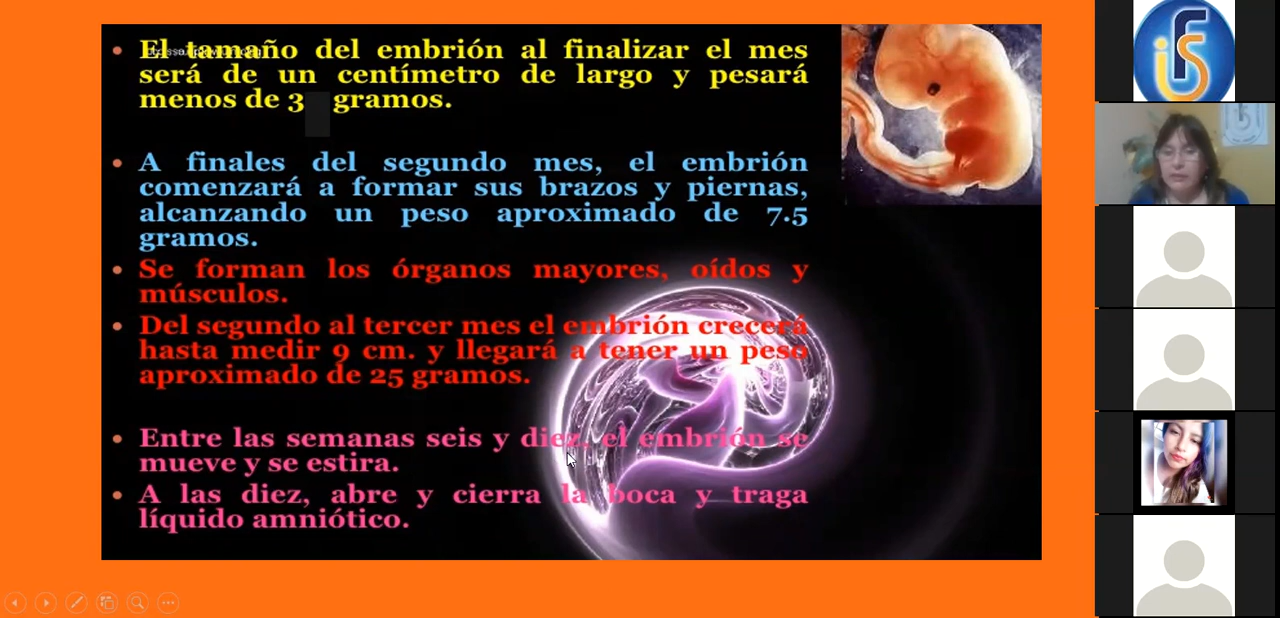 El tamaño del embrión al finalizar el mes
será de un centímetro de largo y pesará
menos de 3 gramos.
A finales del segundo mes, el embrión
comenzará a formar sus brazos y piernas,
alcanzando un peso aproximado de 7.5
gramos.
Se forman los órganos mayores, oídos y
músculos.
Del segundo al tercer mes el embrión crecerá
hasta medir 9 cm. y llegará a tener un peso
aproximado de 25 gramos.
Entre las semanas seis y diez, el embrión se
mueve y se estira.
A las diez, abre y cierra la boca y traga
líquido amniótico.